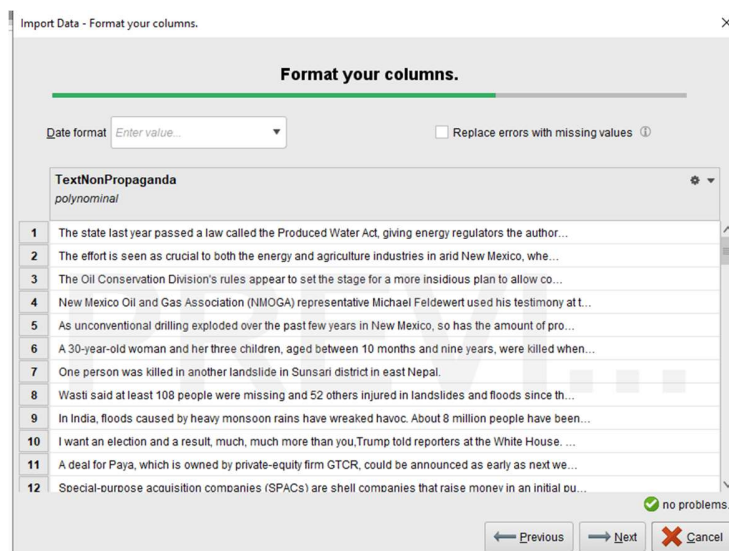 Import Data - Format your columns.
Format your columns.
Date format Enter value... Replace errors with missing values
TextNonPropaganda
polynominal
1 The state last year passed a law called the Produced Water Act, giving energy regulators the author...
2 The effort is seen as crucial to both the energy and agriculture industries in arid New Mexico, whe...
3 The Oil Conservation Division's rules appear to set the stage for a more insidious plan to allow co...
4 New Mexico Oil and Gas Association (NMOGA) representative Michael Feldewert used his testimony at t...
5 As unconventional drilling exploded over the past few years in New Mexico, so has the amount of pro...
6 A 30-year-old woman and her three children, aged between 10 months and nine years, were killed when...
7 One person was killed in another landslide in Sunsari district in east Nepal.
8 Wasti said at least 108 people were missing and 52 others injured in landslides and floods since th...
9 In India, floods caused by heavy monsoon rains have wreaked havoc. About 8 million people have been...
10 I want an election and a result, much, much more than you,Trump told reporters at the White House. ...
11 A deal for Paya, which is owned by private-equity firm GTCR, could be announced as early as next we...
12 Special-purpose acquisition companies (SPACs) are shell companies that raise money in an initial pu...
PREVI...
no problems.
Previous Next Cancel